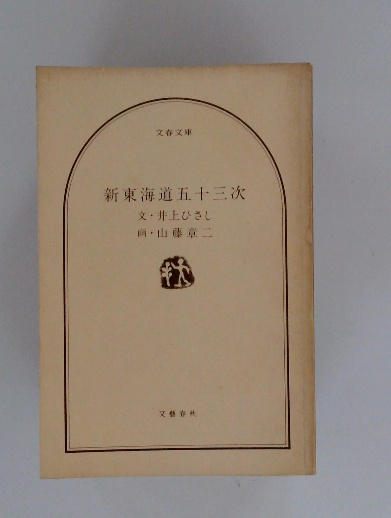 文春文庫
新東海道五十三次
文・井上ひさし
画・山藤章二
文藝春秋